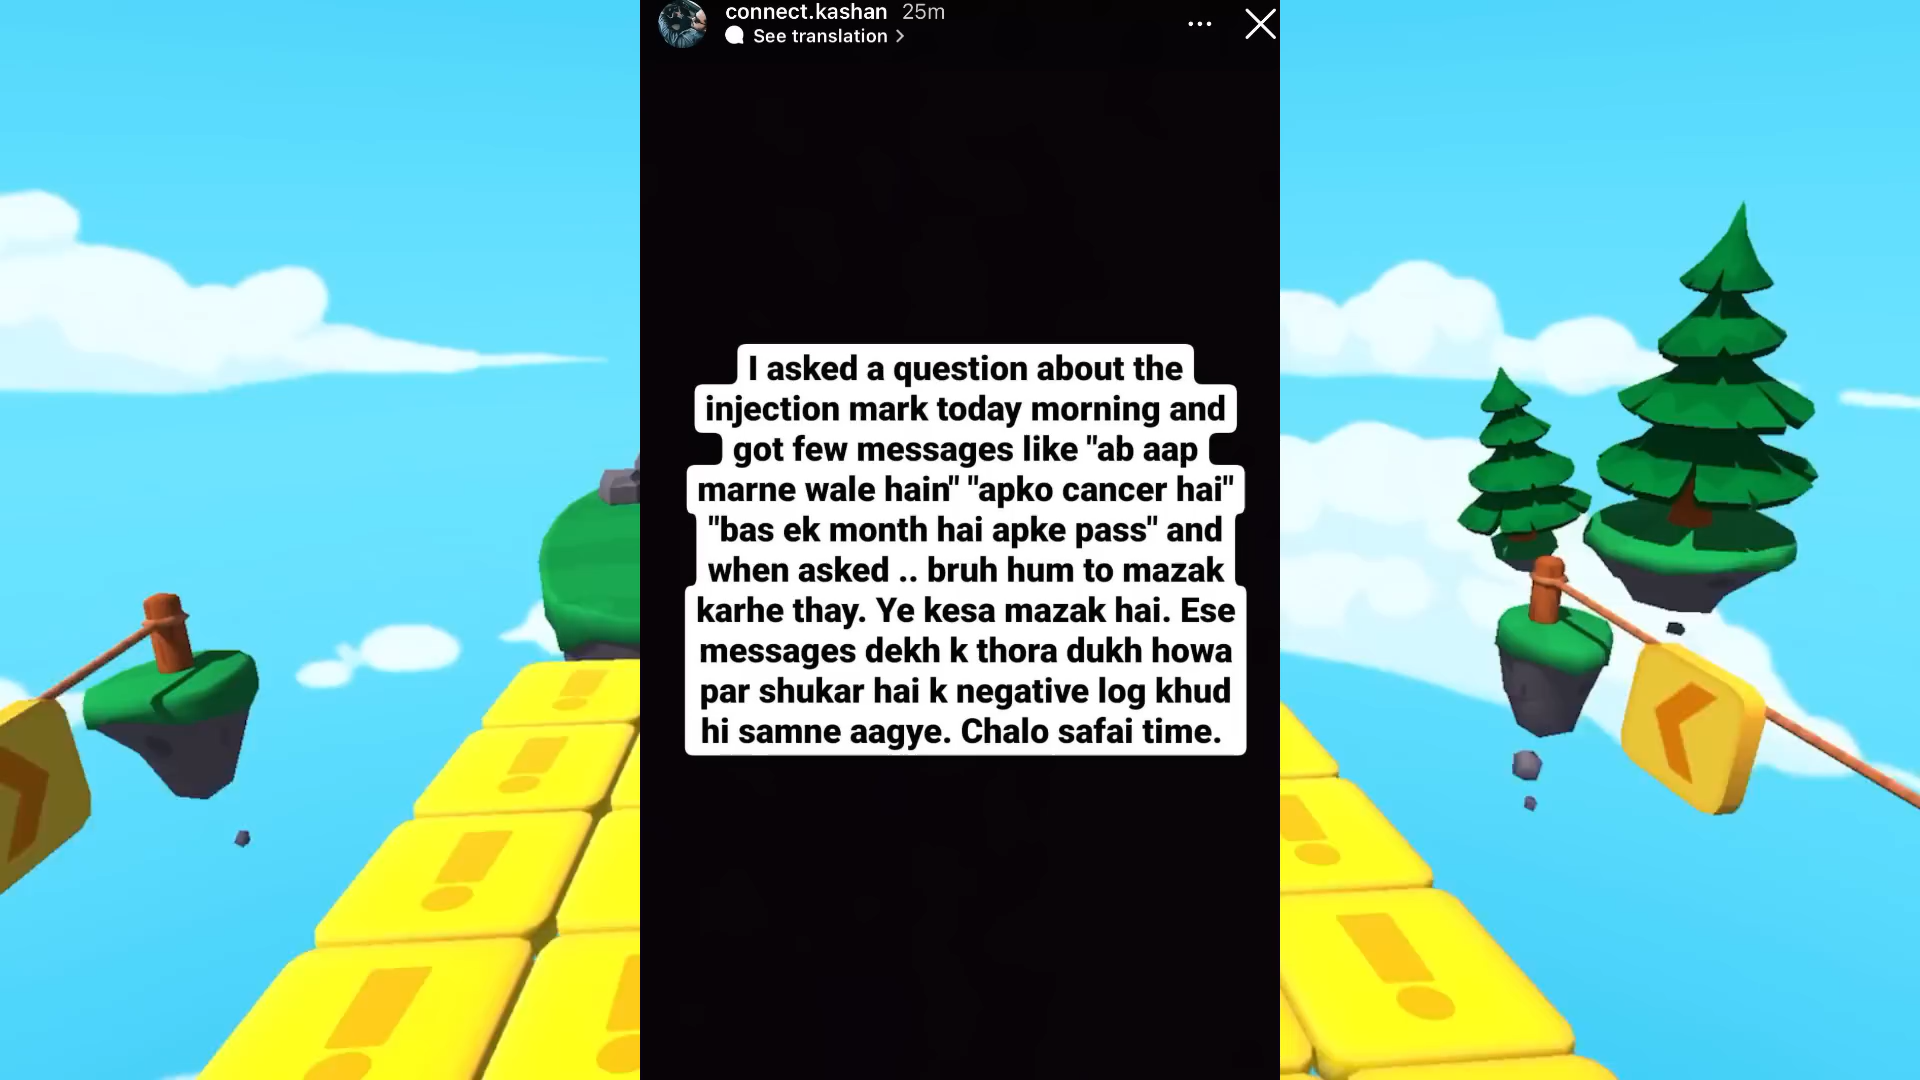 connect.kashan 25m
See translation
I asked a question about the
injection mark today morning and
got few messages like "ab aap
marne wale hain" "apko cancer hai"
"bas ek month hai apke pass" and
when asked .. bruh hum to mazak
karhe thay. Ye kesa mazak hai. Ese
messages dekh k thora dukh howa
par shukar hai k negative log khud
hi samne aagye. Chalo safai time.